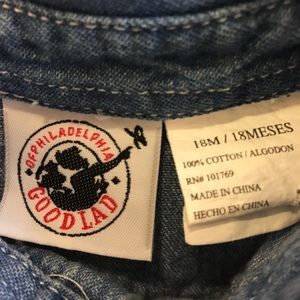 OF PHILADELPHIA
GOOD LAD
18M / 18MESES
100% COTTON / ALGODON
RN# 101769
MADE IN CHINA
HECHO EN CHINA